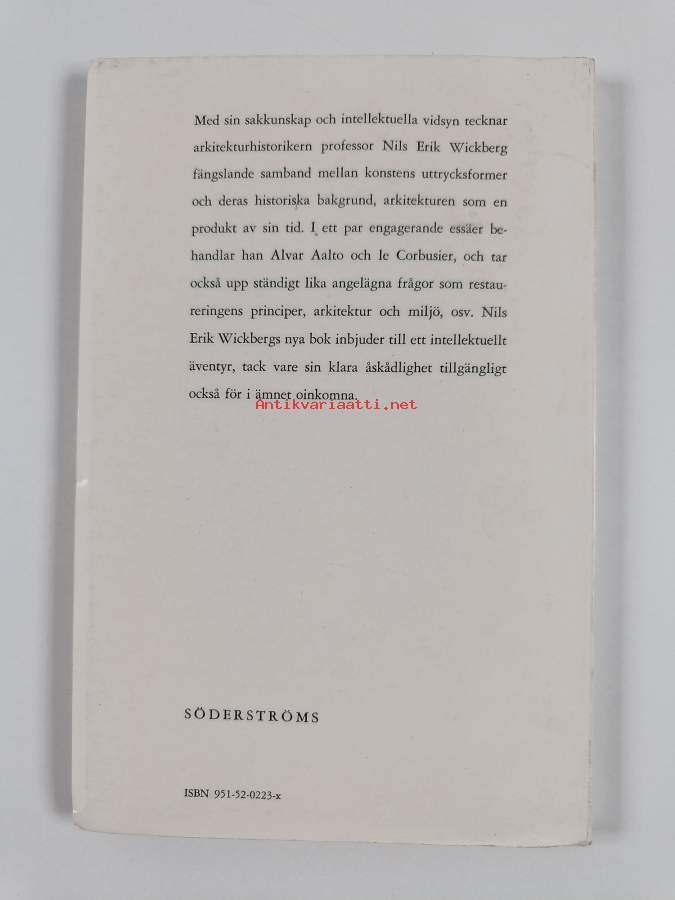 Med sin sakkunskap och intellektuella vidsyn tecknar
arkitekturhistorikern professor Nils Erik Wickberg
fängslande samband mellan konstens uttrycksformer
och deras historiska bakgrund, arkitekturen som en
produkt av sin tid. I ett par engagerande essäer be-
handlar han Alvar Aalto och le Corbusier, och tar
också upp ständigt lika angelägna frågor som restau-
reringens principer, arkitektur och miljö, osv. Nils
Erik Wickbergs nya bok inbjuder till ett intellektuellt
äventyr, tack vare sin klara åskådlighet tillgängligt
också för i ämnet oinkomna.
Antikvariaatti.net
SÖDERSTRÖMS
ISBN 951-52-0223-x